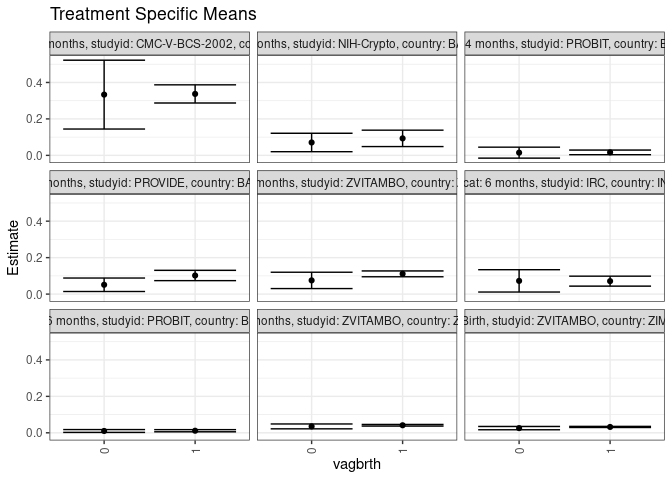 Treatment Specific Means
months, studyid: CMC-V-BCS-2002, co
onths, studyid: NIH-Crypto, country: BA
4 months, studyid: PROBIT, country: B
0.4
0.2
0.0
months, studyid: PROVIDE, country: BA
months, studyid: ZVITAMBO, country:
cat: 6 months, studyid: IRC, country: IN
0.4
0.2
0.0
Estimate
6 months, studyid: PROBIT, country: B
months, studyid: ZVITAMBO, country: Z
Birth, studyid: ZVITAMBO, country: ZIM
0.4
0.2
0.0
0
1
0
1
0
1
vagbrth